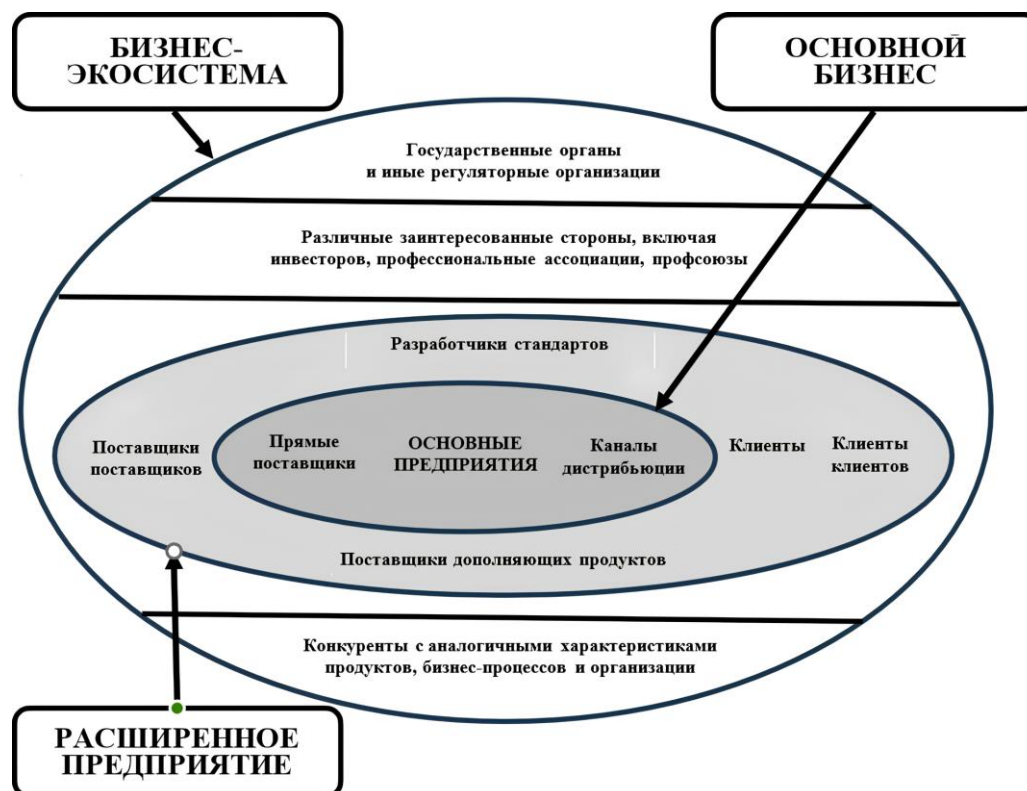 БИЗНЕС-
ЭКОСИСТЕМА
ОСНОВНОЙ
БИЗНЕС
Государственные органы
и иные регуляторные организации
Различные заинтересованные стороны, включая
инвесторов, профессиональные ассоциации, профсоюзы
Разработчики стандартов
Поставщики
поставщиков
Прямые
поставщики
ОСНОВНЫЕ
ПРЕДПРИЯТИЯ
Каналы
дистрибьюции
Клиенты
Клиенты
клиентов
Поставщики дополняющих продуктов
Конкуренты с аналогичными характеристиками
продуктов, бизнес-процессов и организации
РАСШИРЕННОЕ
ПРЕДПРИЯТИЕ